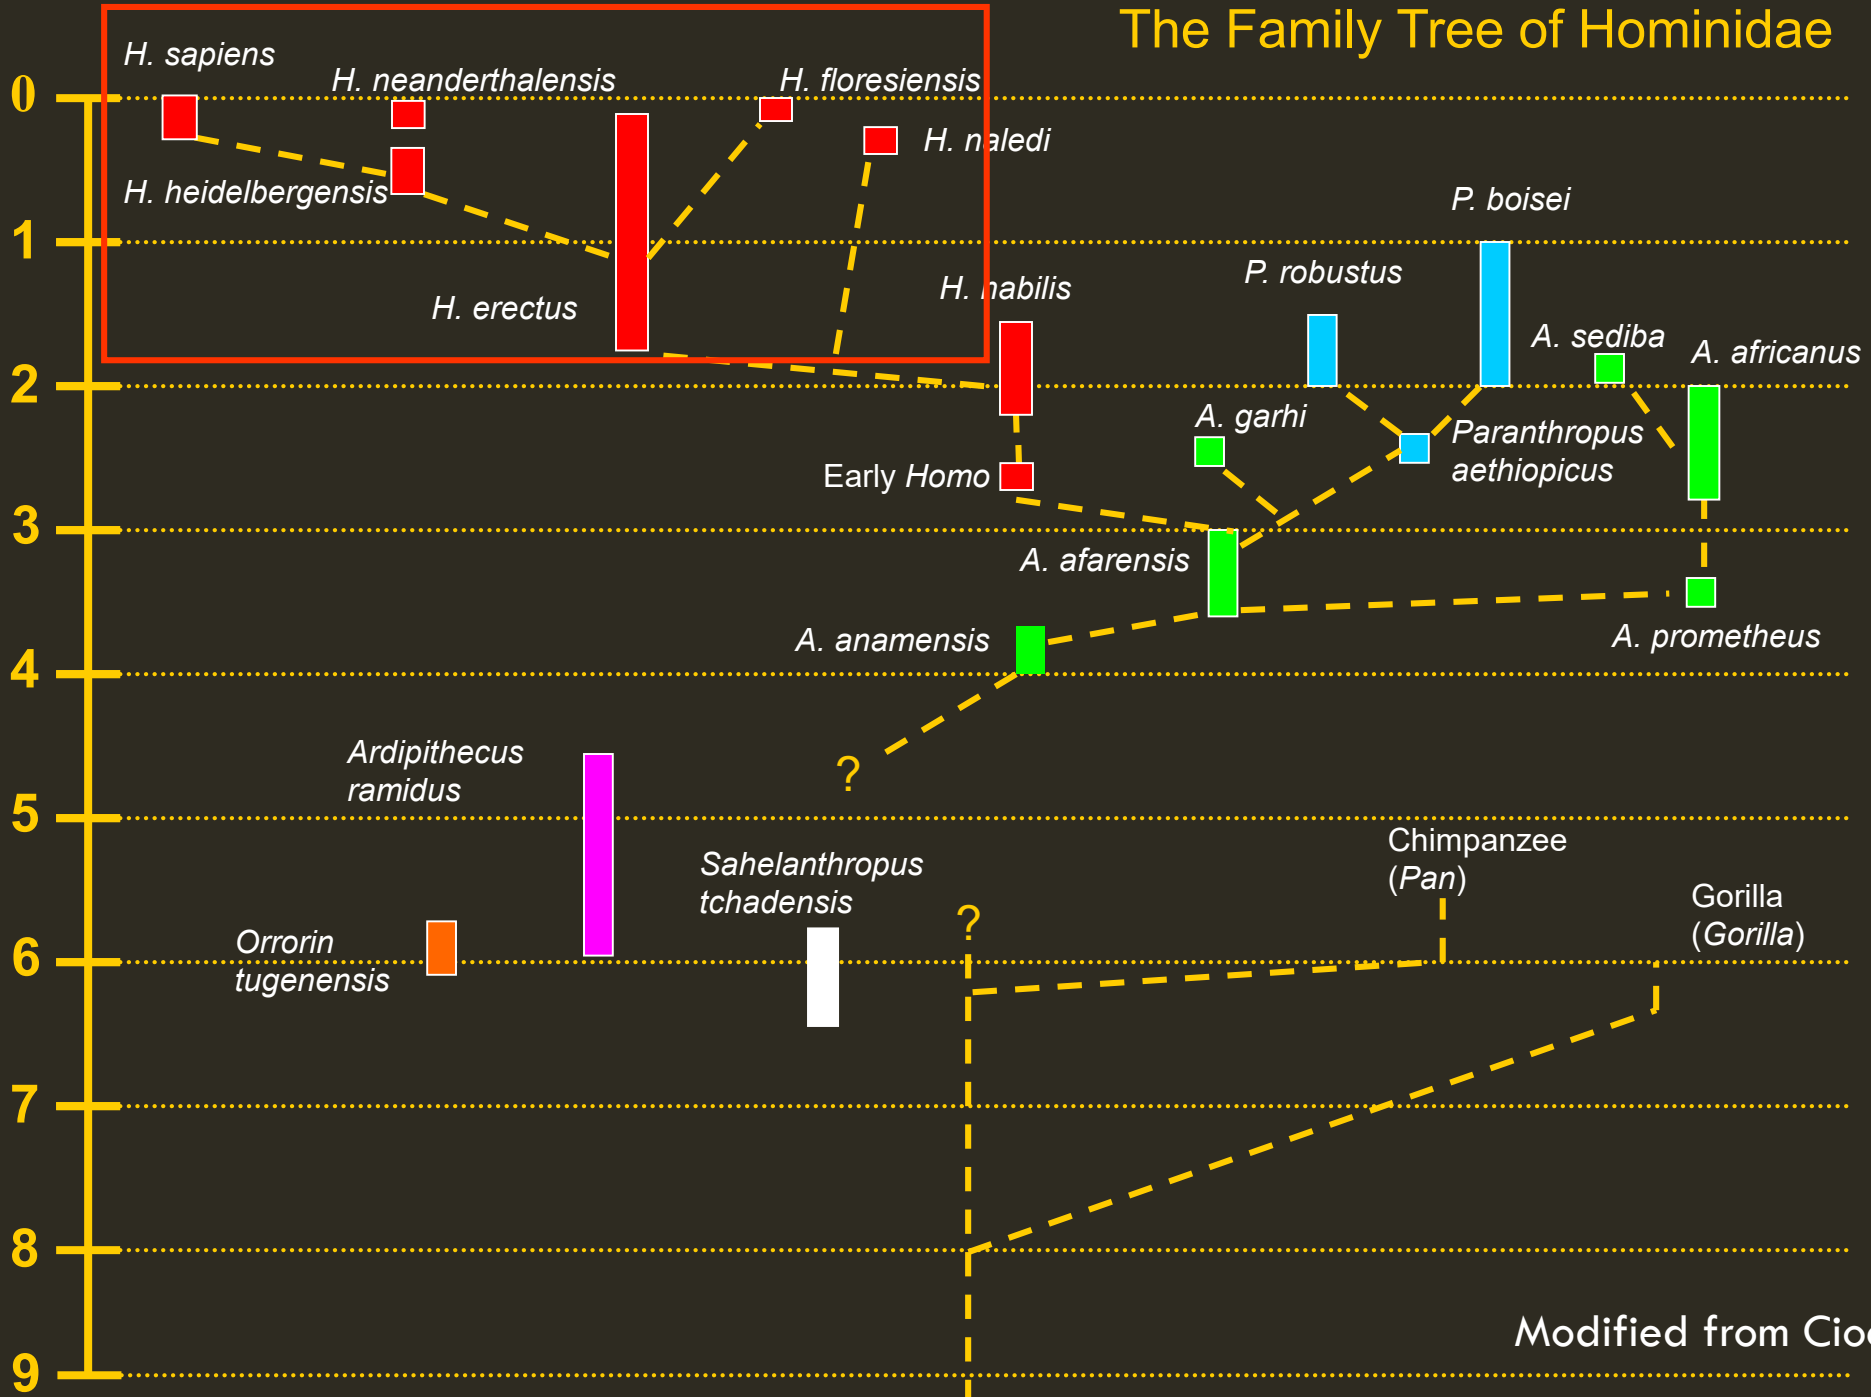 The Family Tree of Hominidae
H. sapiens
H. neanderthalensis
H. floresiensis
0
H. naledi
H. heidelbergensis
P. boisei
1
P. robustus
H. habilis
H. erectus
A. sediba
A. africanus
2
A. garhi
Paranthropus
aethiopicus
Early Homo
3
A. afarensis
A. anamensis
A. prometheus
4
Ardipithecus
ramidus
?
5
Chimpanzee
(Pan)
Sahelanthropus
tchadensis
Gorilla
(Gorilla)
?
Orrorin
tugenensis
6
7
8
Modified from
9